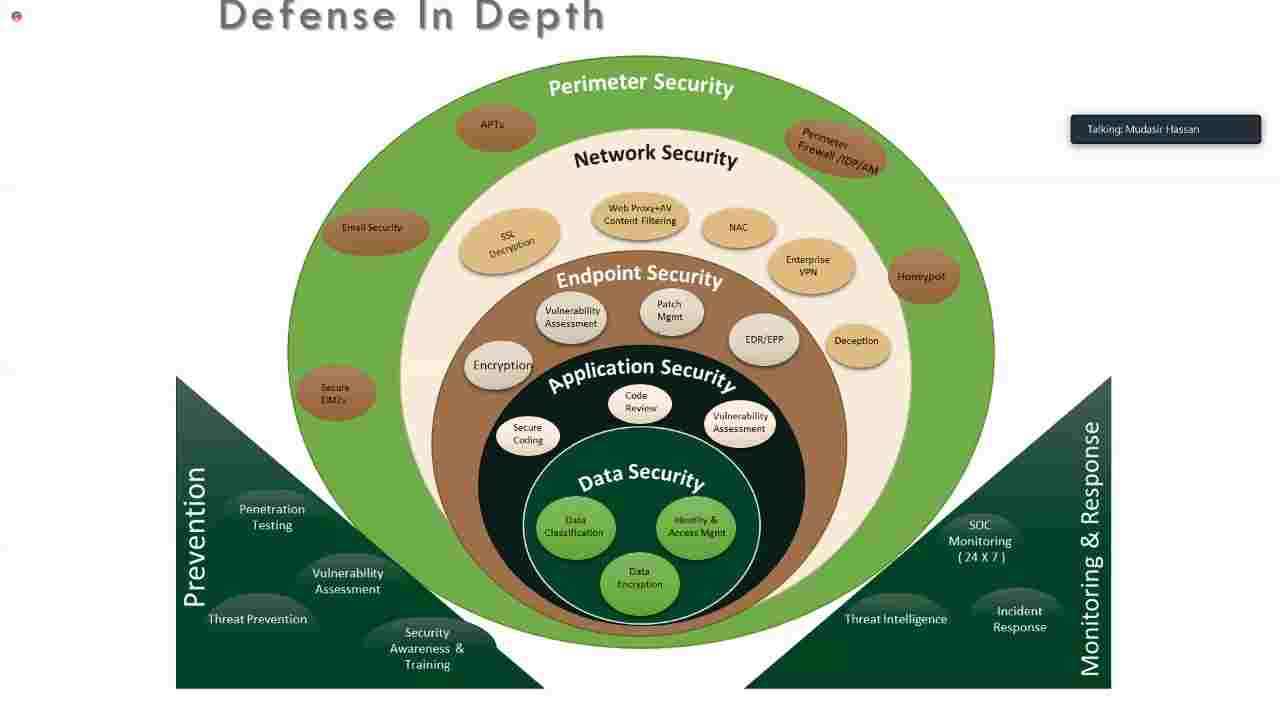 Defense In Depth
Talking: Mudasir Hassan
Perimeter Security
APTs
Perimeter
Firewall /IDP/AM
Email Security
Honeypot
Secure
DMZs
Network Security
SSL
Decryption
Web Proxy+AV
Content Filtering
NAC
Enterprise
VPN
Deception
Endpoint Security
Encryption
Vulnerability
Assessment
Patch
Mgmt
EDR/EPP
Application Security
Secure
Coding
Code
Review
Vulnerability
Assessment
Data Security
Data
Classification
Identity &
Access Mgmt
Data
Encryption
Prevention
Penetration
Testing
Vulnerability
Assessment
Threat Prevention
Security
Awareness &
Training
Monitoring & Response
SOC
Monitoring
( 24 X 7 )
Threat Intelligence
Incident
Response